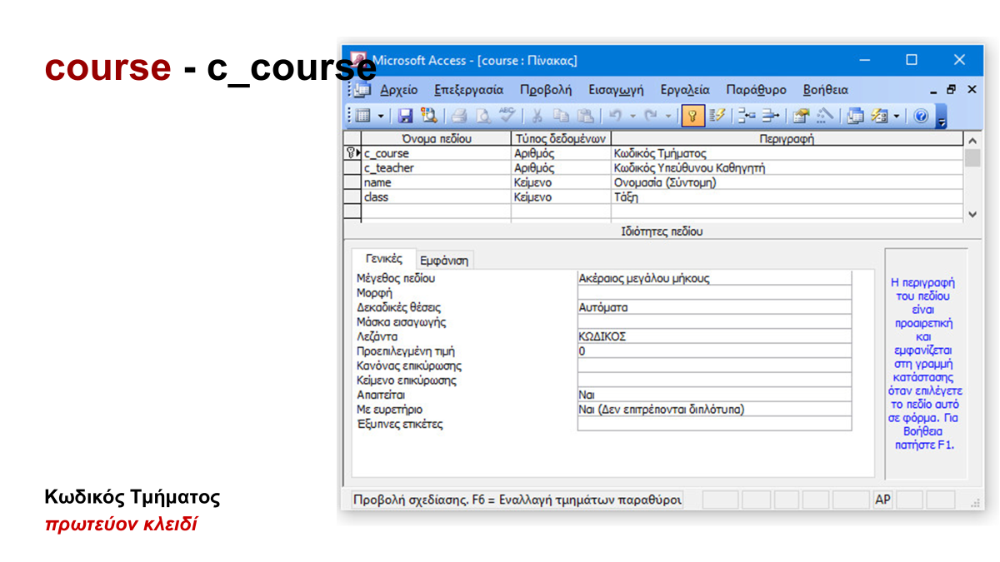 course - c_course
Microsoft Access - [course : Πίνακας]
Αρχείο Επεξεργασία Προβολή Εισαγωγή Εργαλεία Παράθυρο Βοήθεια
Όνομα πεδίου Τύπος δεδομένων Περιγραφή
c_course Αριθμός Κωδικός Τμήματος
c_teacher Αριθμός Κωδικός Υπεύθυνου Καθηγητή
name Κείμενο Ονομασία (Σύντομη)
class Κείμενο Τάξη
Ιδιότητες πεδίου
Γενικές Εμφάνιση
Μέγεθος πεδίου Ακέραιος μεγάλου μήκους
Μορφή
Δεκαδικές θέσεις Αυτόματα
Μάσκα εισαγωγής
Λεζάντα ΚΩΔΙΚΟΣ
Προεπιλεγμένη τιμή 0
Κανόνας επικύρωσης
Κείμενο επικύρωσης
Απαιτείται Ναι
Με ευρετήριο Ναι (Δεν επιτρέπονται διπλότυπα)
Έξυπνες ετικέτες
Η περιγραφή
του πεδίου
είναι
προαιρετική
και
εμφανίζεται
στη γραμμή
κατάστασης
όταν επιλέγετε
το πεδίο αυτό
σε φόρμα. Για
Βοήθεια
πατήστε F1.
Προβολή σχεδίασης. F6 = Εναλλαγή τμημάτων παραθύρου AP
Κωδικός Τμήματος
πρωτεύον κλειδί